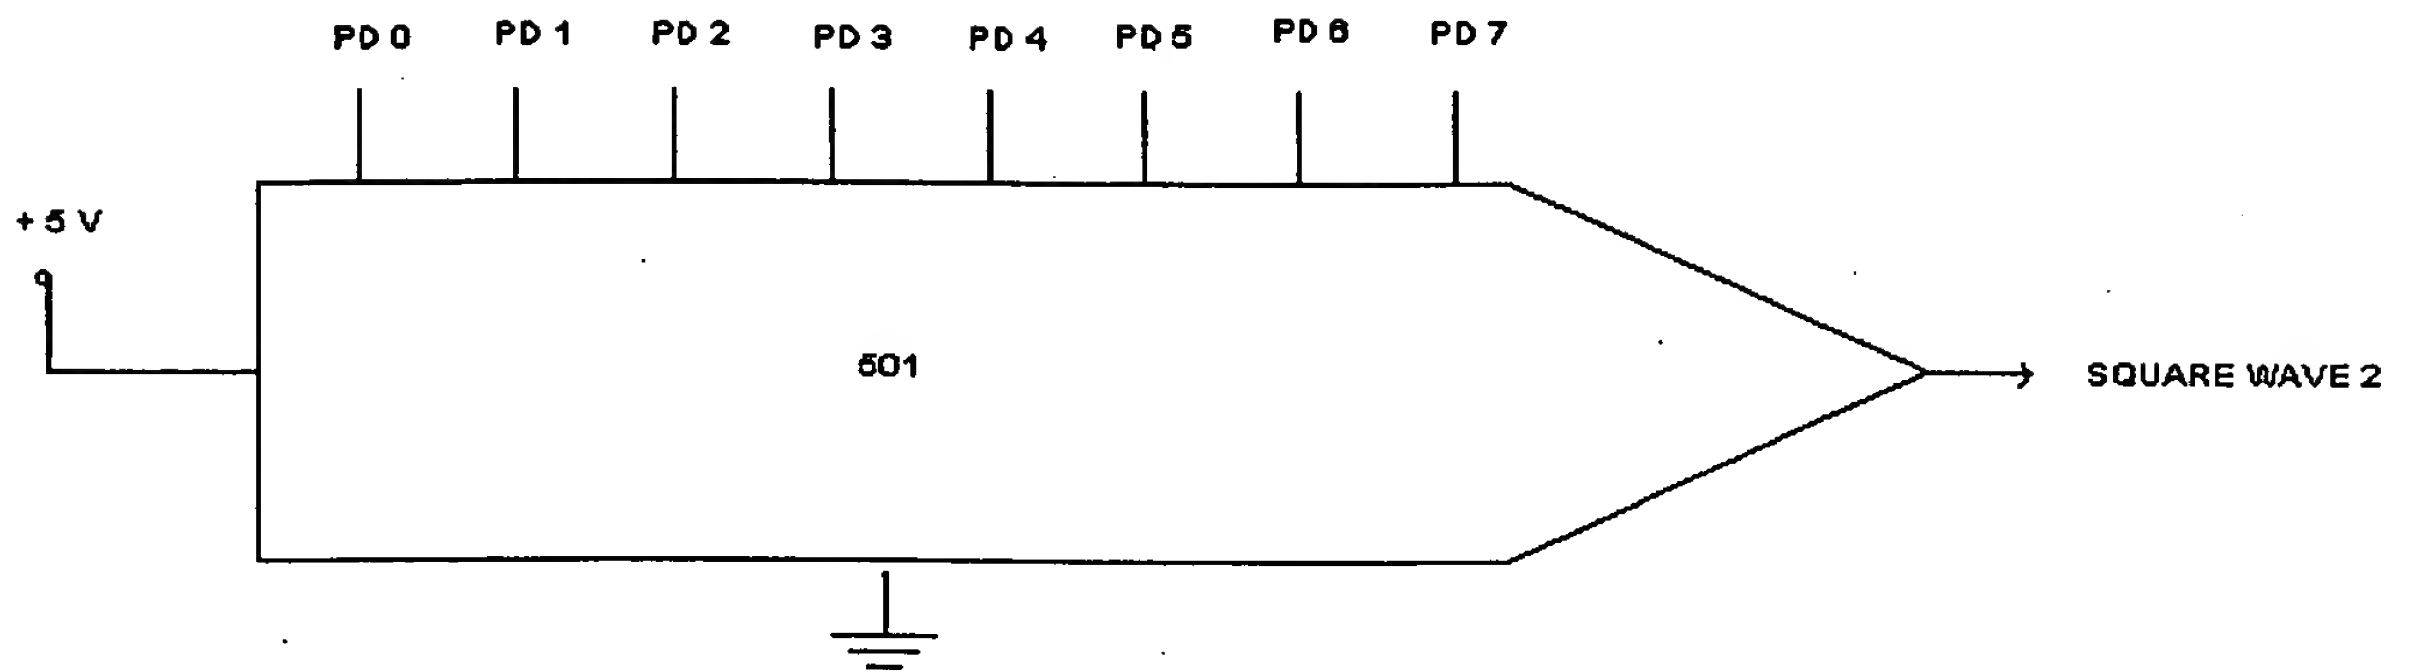 PD 0 PD 1 PD 2 PD 3 PD 4 PD 5 PD 6 PD 7
+ 5 V
501
SQUARE WAVE 2